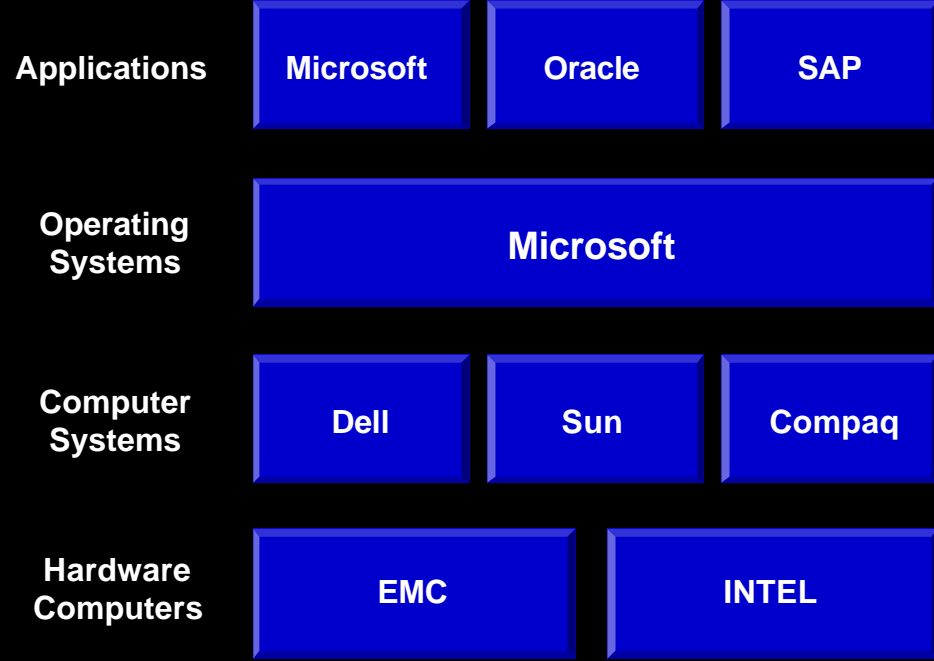 Applications
Microsoft
Oracle
SAP
Operating
Systems
Microsoft
Computer
Systems
Dell
Sun
Compaq
Hardware
Computers
EMC
INTEL